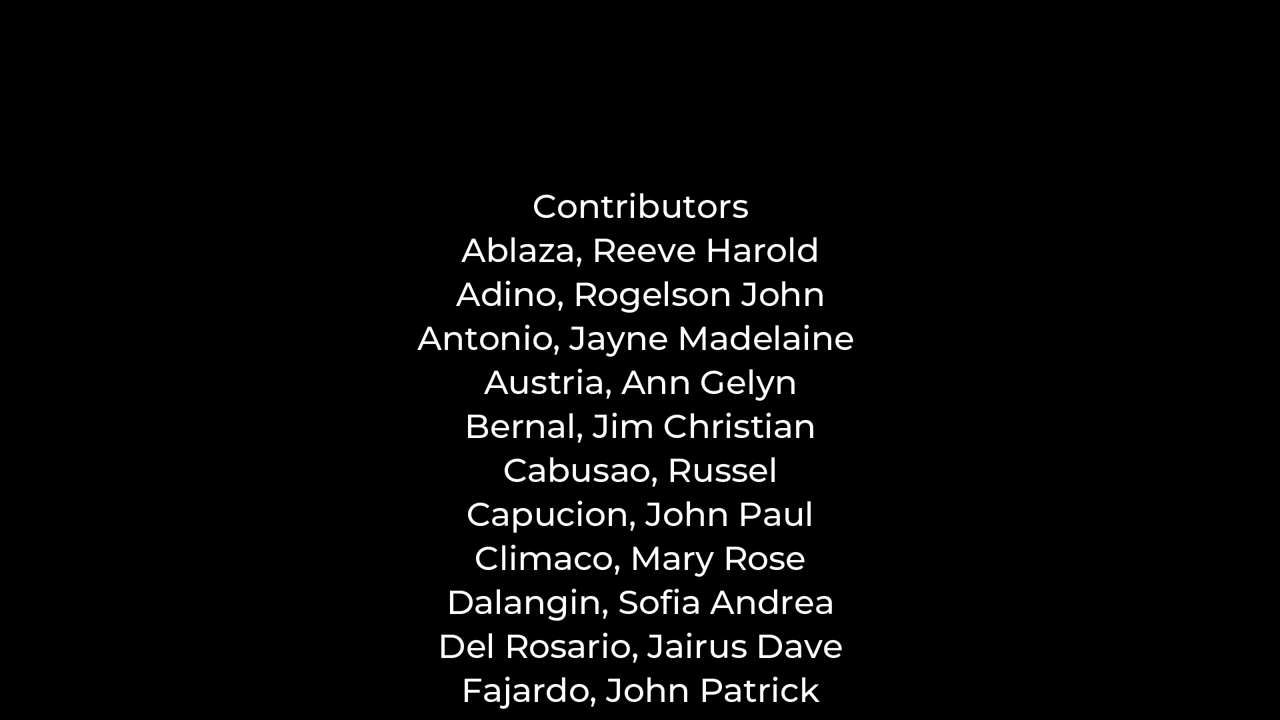 Contributors
Ablaza, Reeve Harold
Adino, Rogelson John
Antonio, Jayne Madelaine
Austria, Ann Gelyn
Bernal, Jim Christian
Cabusao, Russel
Capucion, John Paul
Climaco, Mary Rose
Dalangin, Sofia Andrea
Del Rosario, Jairus Dave
Fajardo, John Patrick